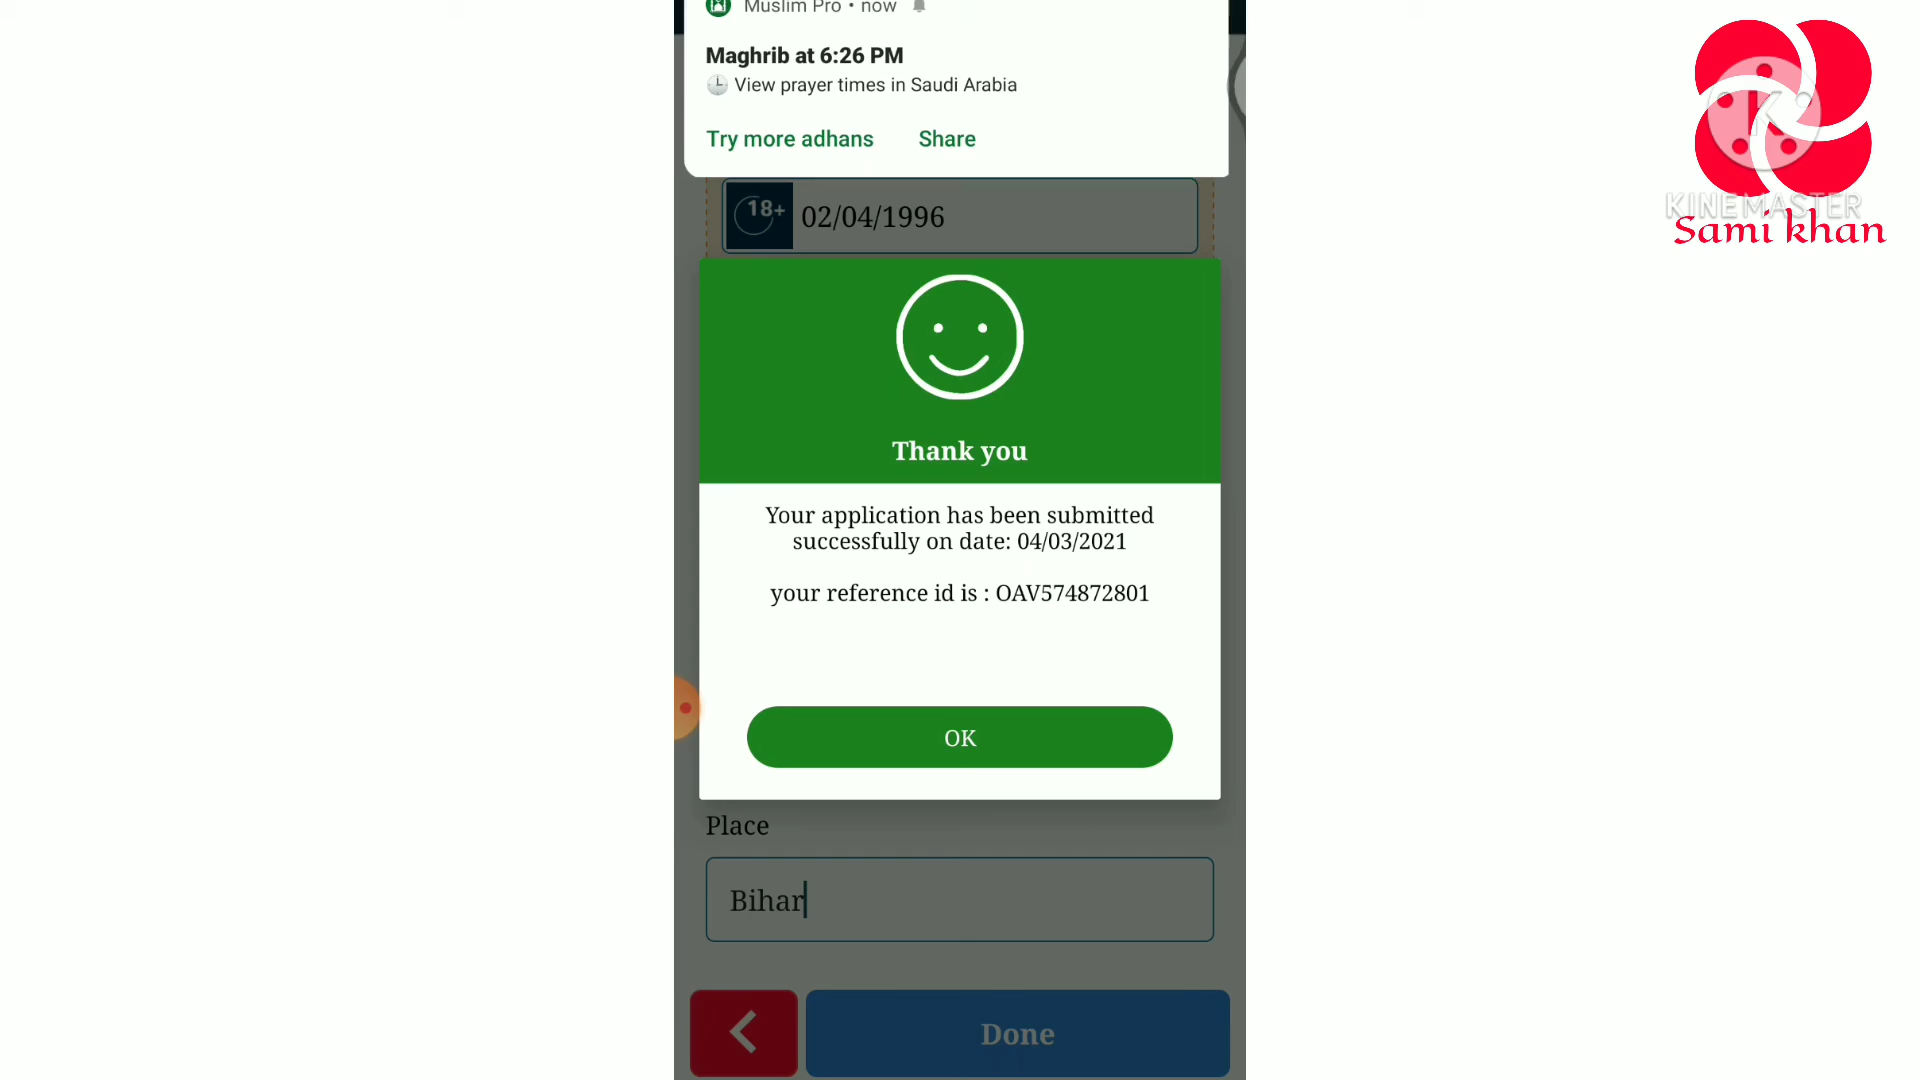 Muslim Pro • now
Maghrib at 6:26 PM
View prayer times in Saudi Arabia
Try more adhans Share
18+ 02/04/1996
Thank you
Your application has been submitted
successfully on date: 04/03/2021
your reference id is : OAV574872801
OK
Place
Bihar
Done
K
KINEMASTER
Sami khan